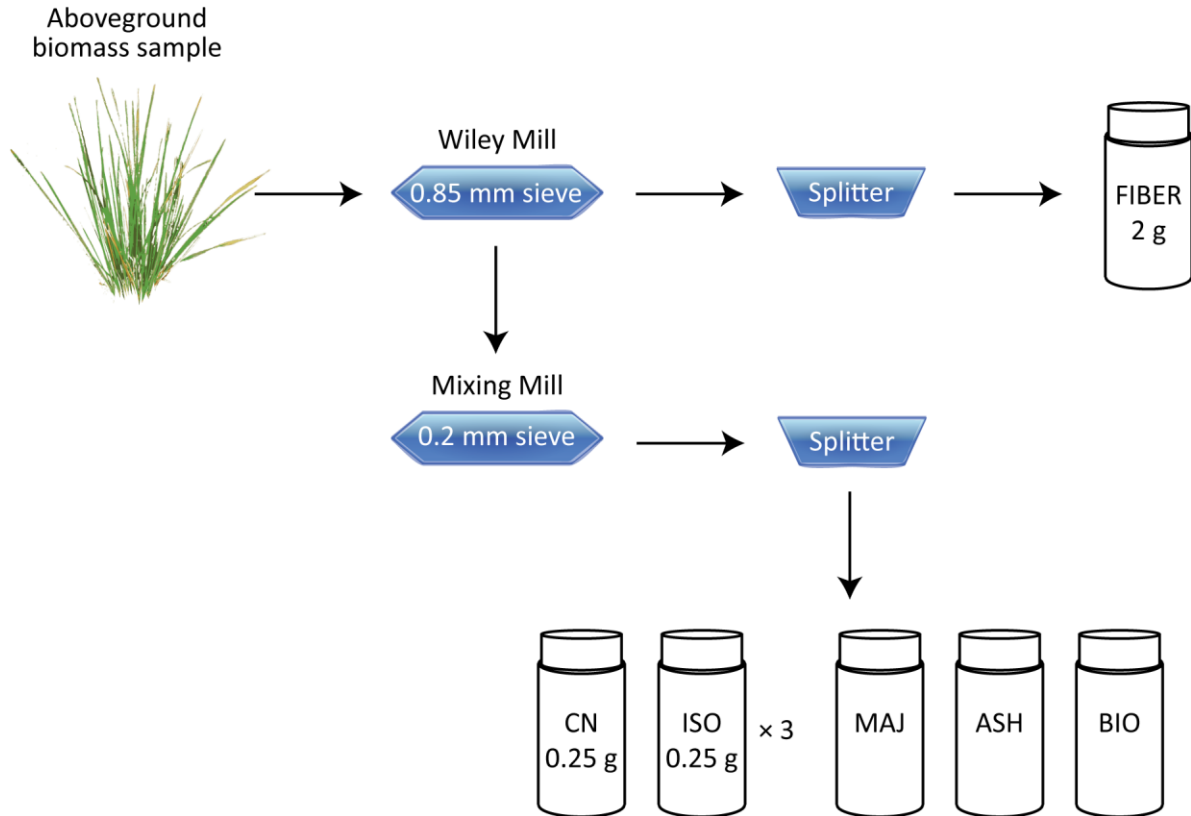 Aboveground
biomass sample
Wiley Mill
0.85 mm sieve
Splitter
FIBER
2 g
Mixing Mill
0.2 mm sieve
Splitter
CN
0.25 g
ISO
0.25 g
× 3
MAJ
ASH
BIO